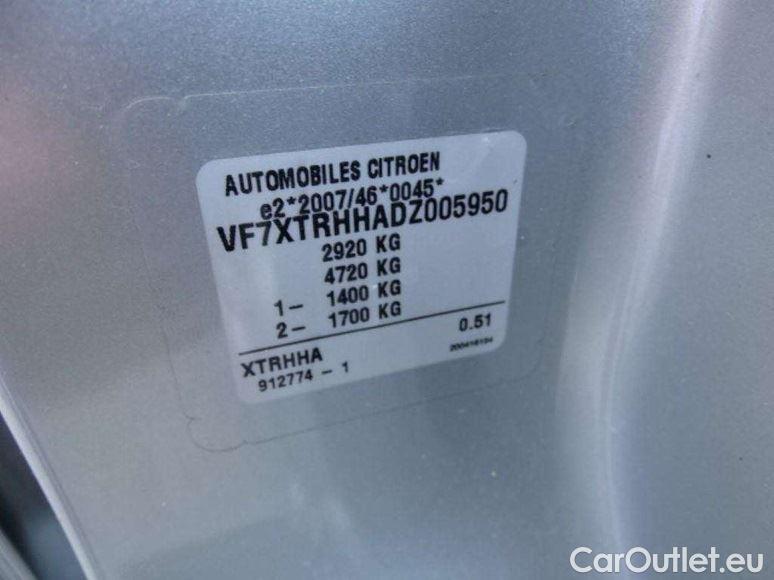 AUTOMOBILES CITROEN
e2*2007/46*0045*
VF7XTRHHADZ005950
2920 KG
4720 KG
1- 1400 KG
2- 1700 KG
0.51
XTRHHA
912774 - 1
CarOutlet.eu